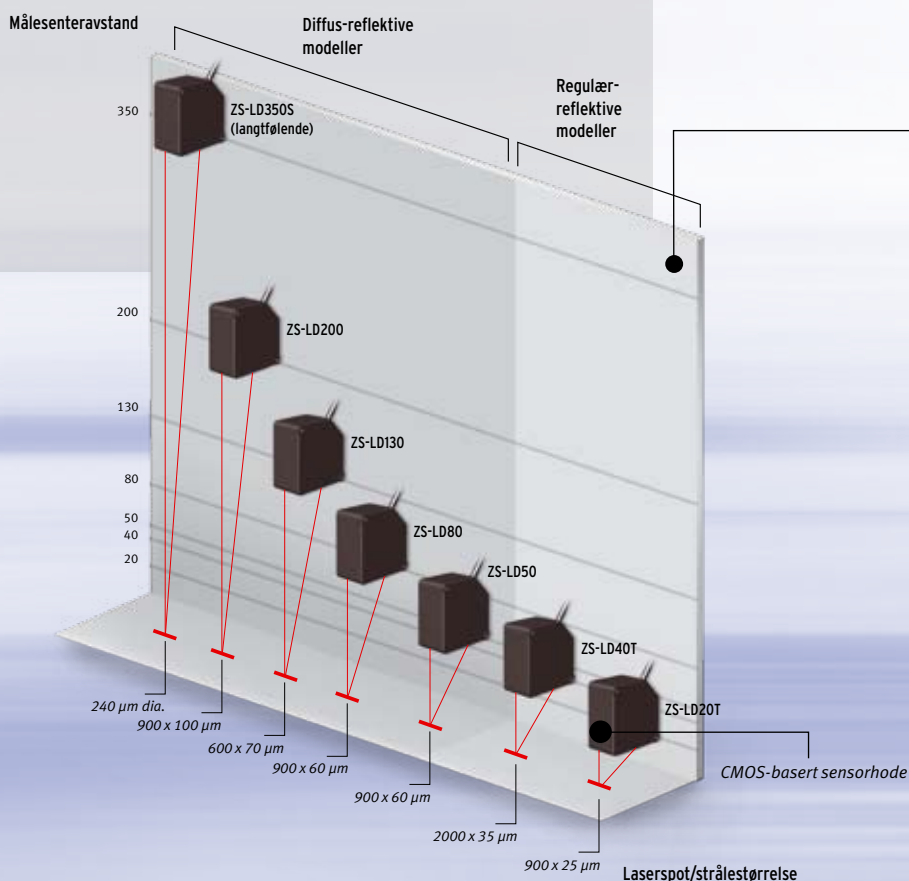 Målesenteravstand
Diffus-reflektive
modeller
Regulær-
reflektive
modeller
350
ZS-LD350S
(langtfølende)
200
ZS-LD200
130
ZS-LD130
80
ZS-LD80
50
ZS-LD50
40
ZS-LD40T
20
ZS-LD20T
240 µm dia.
900 x 100 µm
600 x 70 µm
900 x 60 µm
900 x 60 µm
2000 x 35 µm
900 x 25 µm
CMOS-basert sensorhode
Laserspot/strålestørrelse